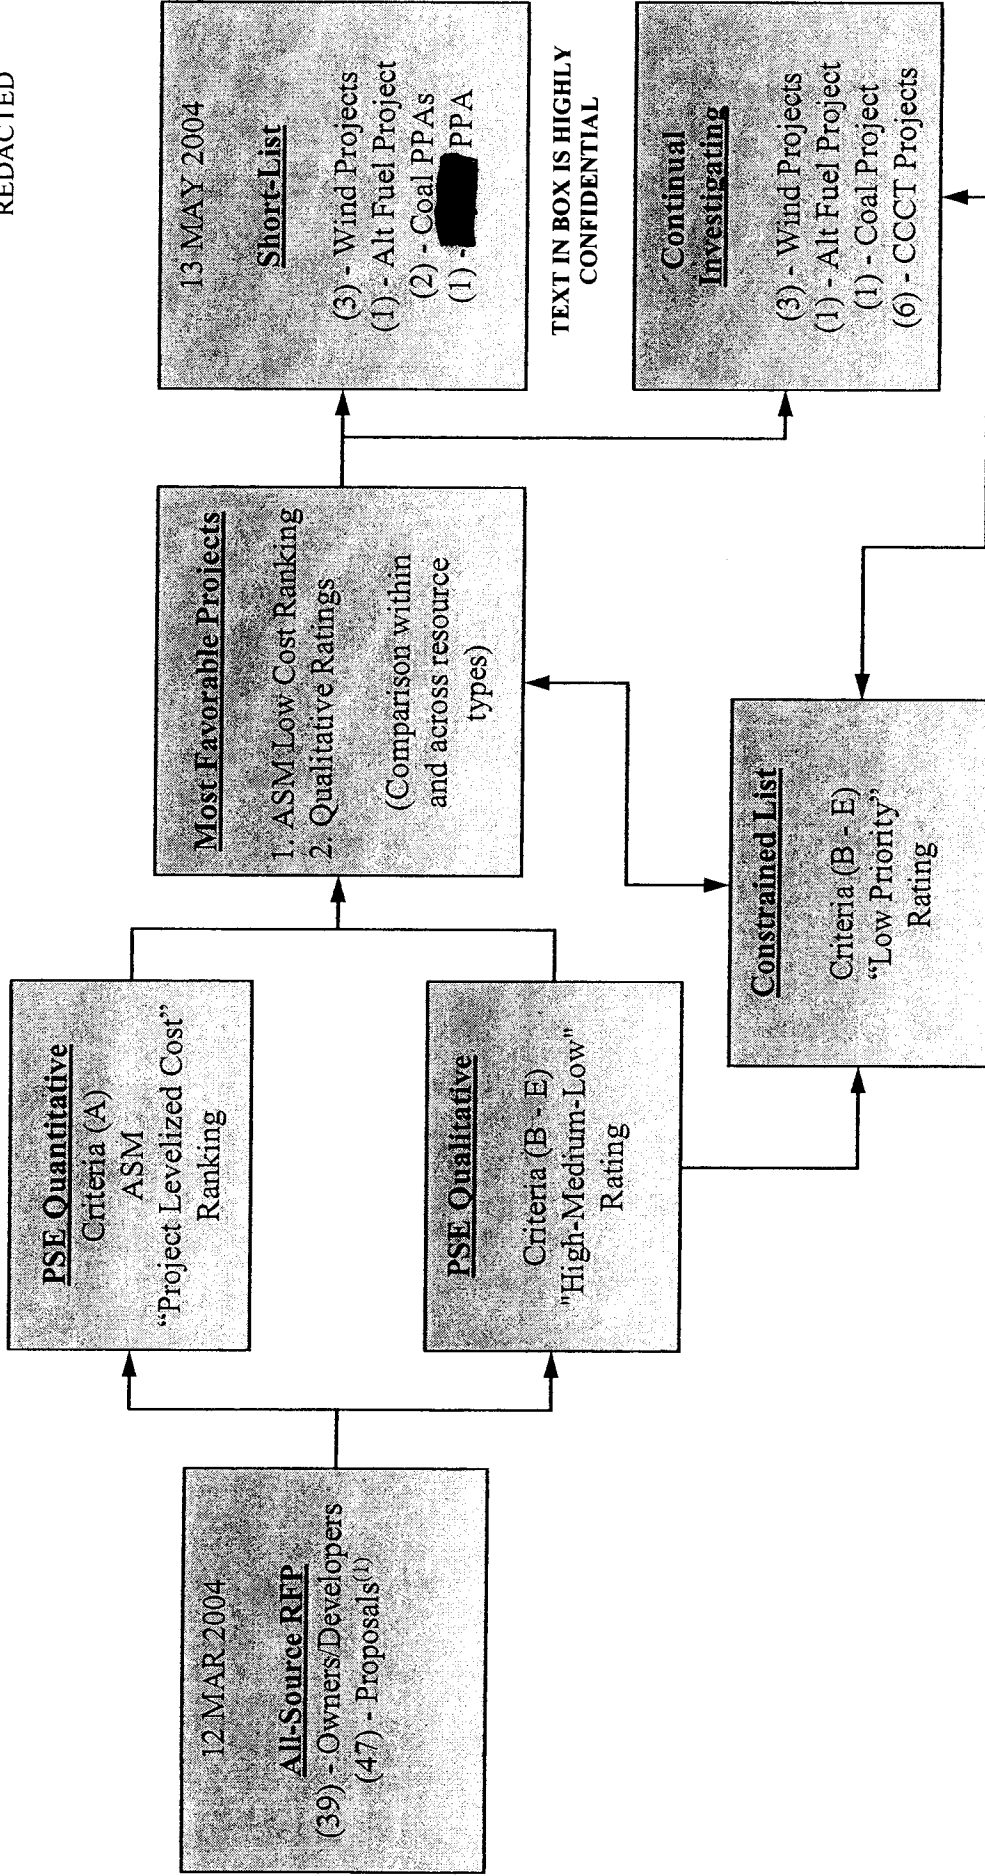 REDACTED
12 MAR 2004
All-Source RFP
(39) - Owners/Developers
(47) - Proposals(1)
PSE Quantitative
Criteria (A)
ASM
“Project Levelized Cost”
Ranking
PSE Qualitative
Criteria (B - E)
"High-Medium-Low"
Rating
Most Favorable Projects
1. ASM Low Cost Ranking
2. Qualitative Ratings
(Comparison within
and across resource
types)
Constrained List
Criteria (B - E)
“Low Priority”
Rating
13 MAY 2004
Short-List
(3) - Wind Projects
(1) - Alt Fuel Project
(2) - Coal PPAs
(1) - PPA
TEXT IN BOX IS HIGHLY
CONFIDENTIAL
Continual
Investigating
(3) - Wind Projects
(1) - Alt Fuel Project
(1) - Coal Project
(6) - CCCT Projects